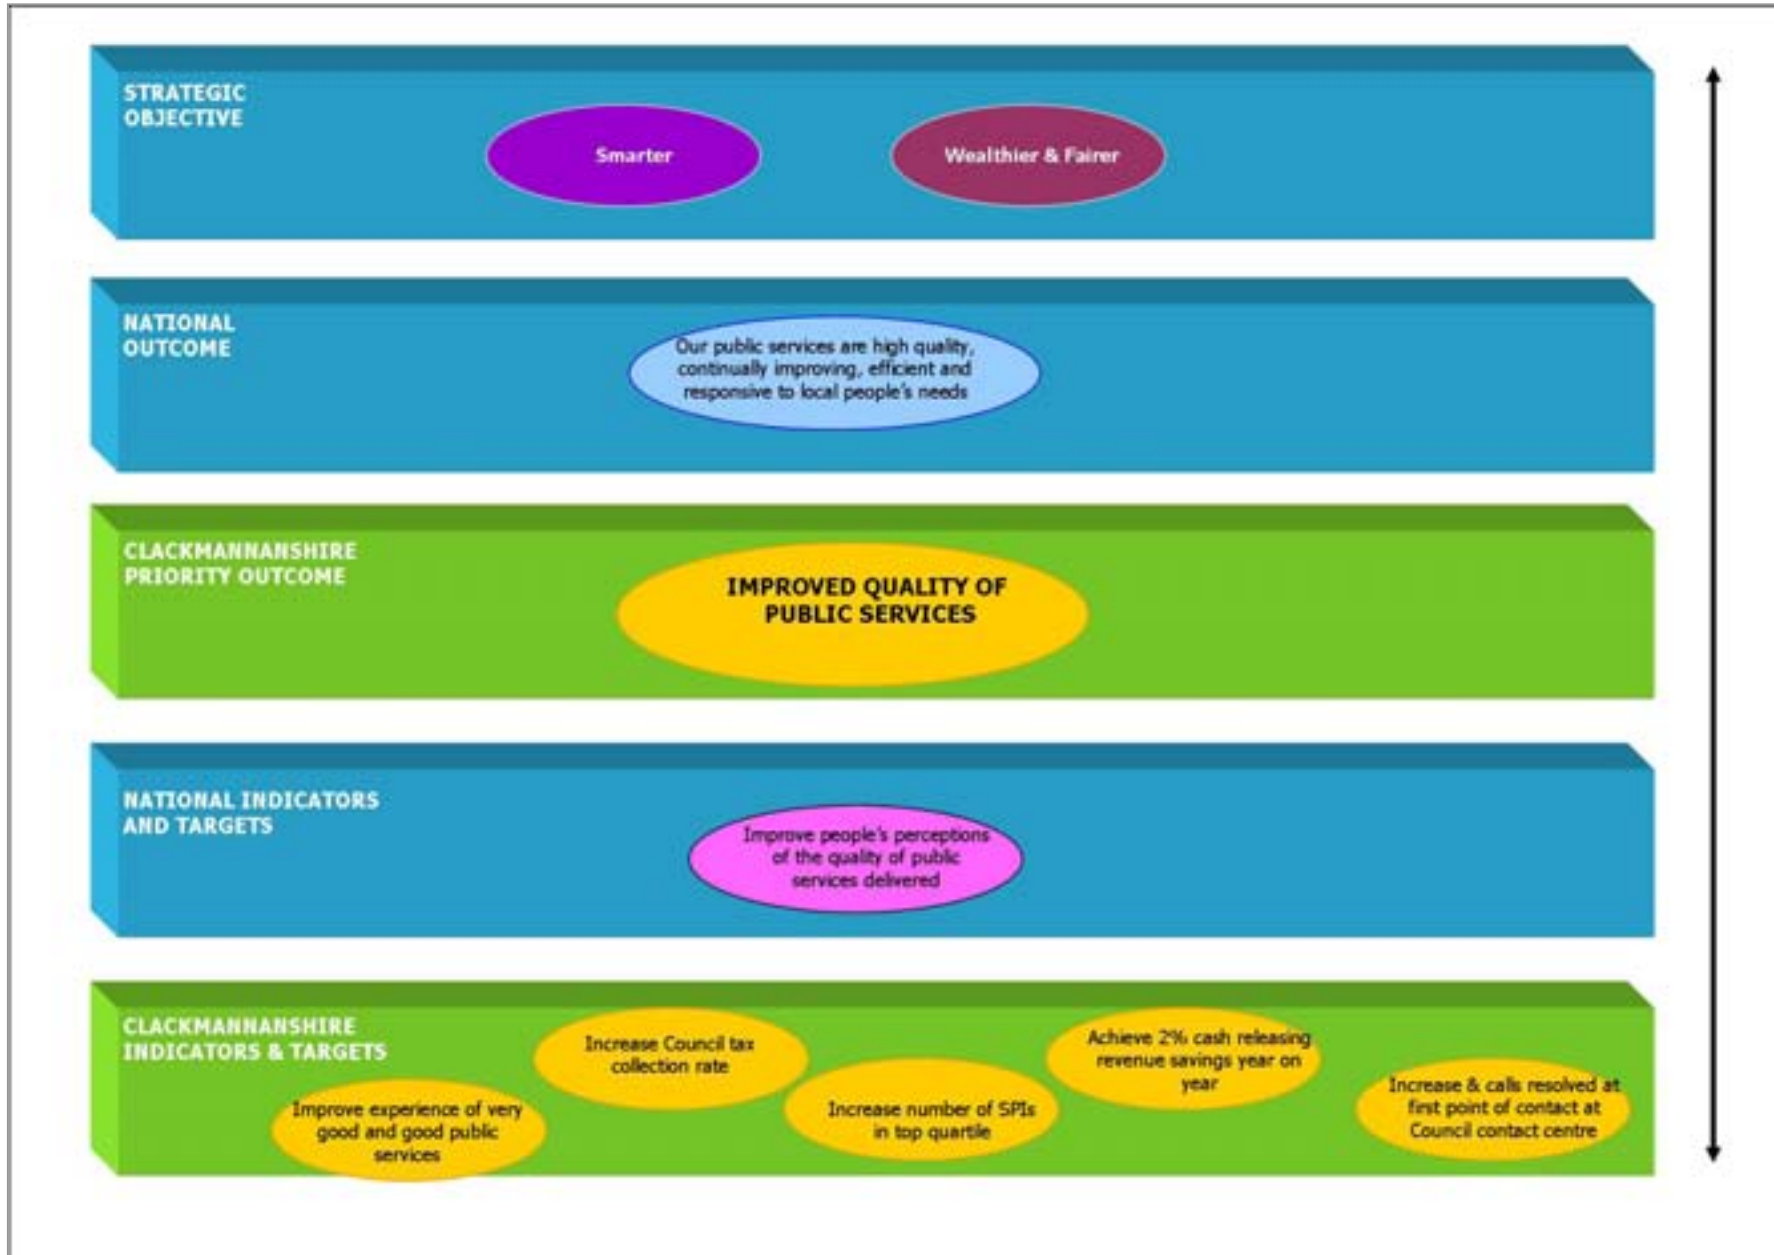 STRATEGIC
OBJECTIVE
Smarter
Wealthier & Fairer
NATIONAL
OUTCOME
Our public services are high quality,
continually improving, efficient and
responsive to local people's needs
CLACKMANNANSHIRE
PRIORITY OUTCOME
IMPROVED QUALITY OF
PUBLIC SERVICES
NATIONAL INDICATORS
AND TARGETS
Improve people's perceptions
of the quality of public
services delivered
CLACKMANNANSHIRE
INDICATORS & TARGETS
Improve experience of very
good and good public
services
Increase Council tax
collection rate
Increase number of SPIs
in top quartile
Achieve 2% cash releasing
revenue savings year on
year
Increase & calls resolved at
first point of contact at
Council contact centre